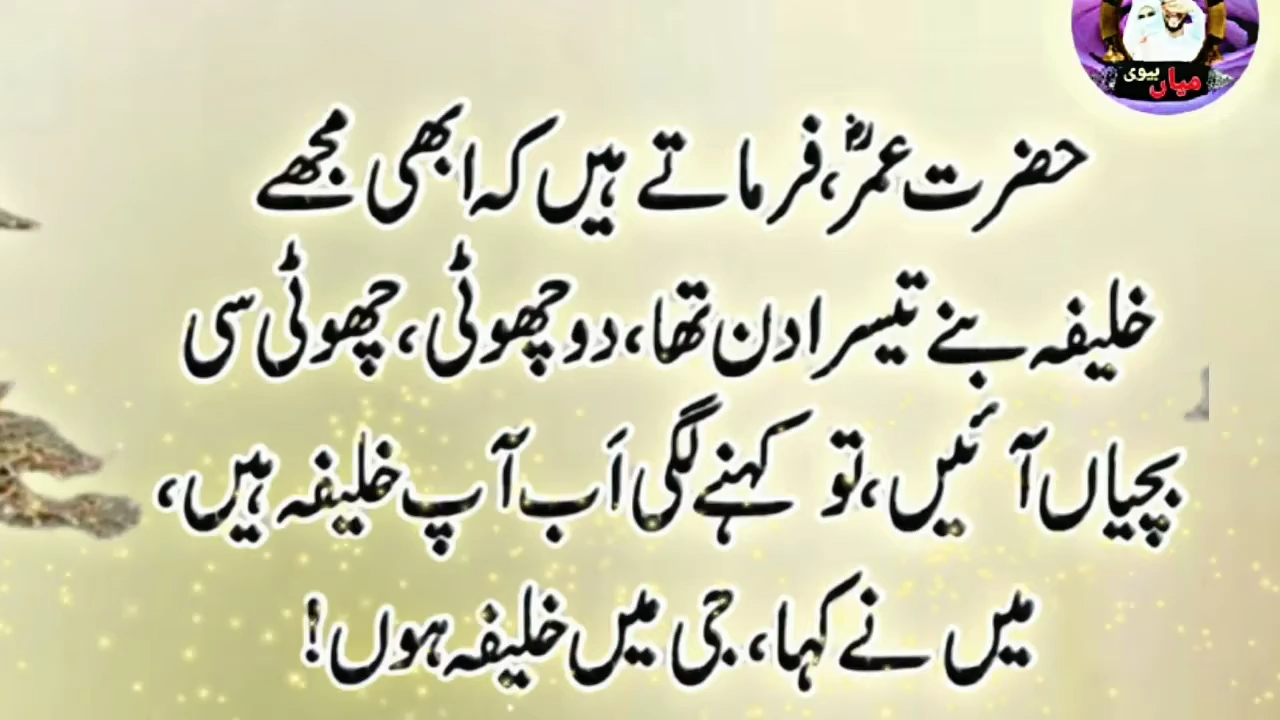 میاں بیوی
حضرت عمرؓ، فرماتے ہیں کہ ابھی مجھے
خلیفہ بنے تیسرا دن تھا، دو چھوٹی، چھوٹی سی
بچیاں آئیں، تو کہنے لگی اَب آپ خلیفہ ہیں،
میں نے کہا، جی میں خلیفہ ہوں!